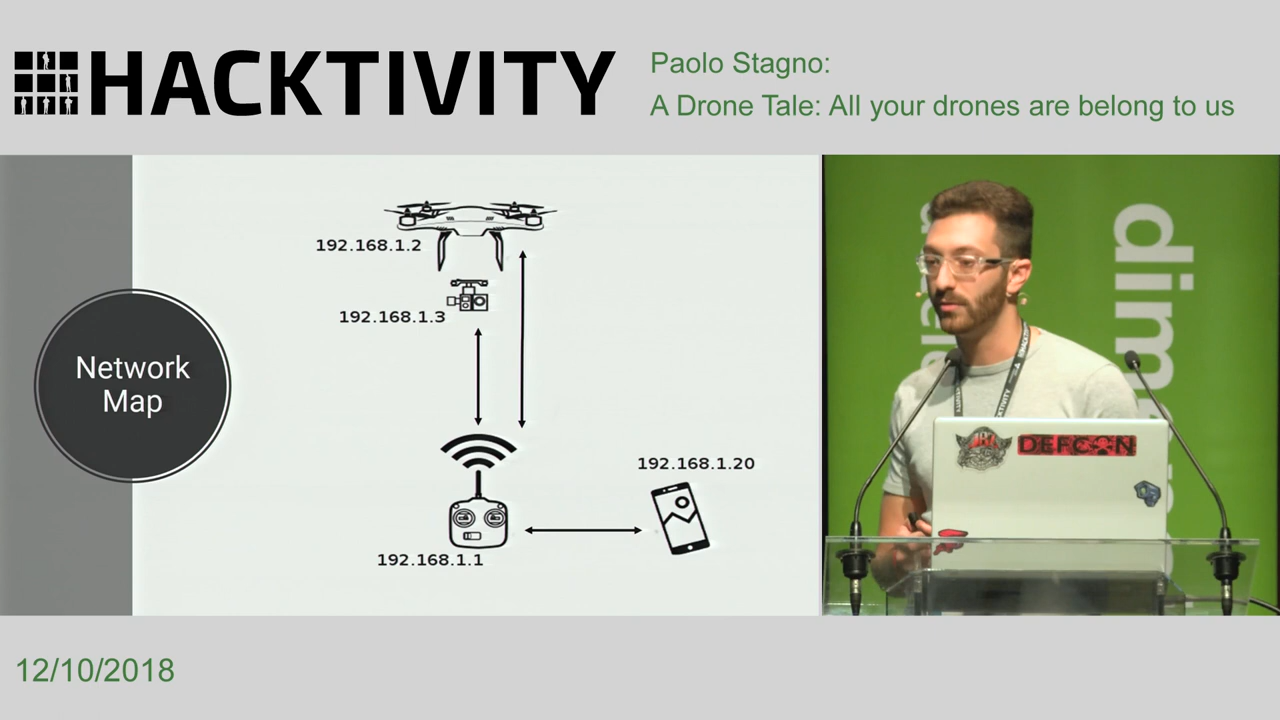 HACKTIVITY
Paolo Stagno:
A Drone Tale: All your drones are belong to us
192.168.1.2
192.168.1.3
Network
Map
192.168.1.20
192.168.1.1
DEFCON
HACKTIVITY
12/10/2018